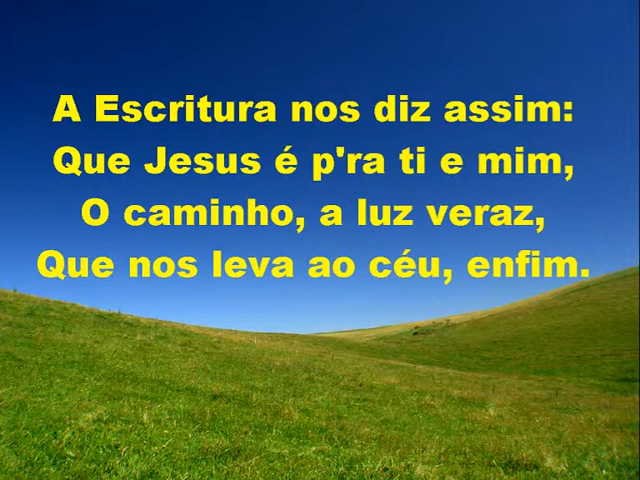 A Escritura nos diz assim:
Que Jesus é p'ra ti e mim,
O caminho, a luz veraz,
Que nos leva ao céu, enfim.